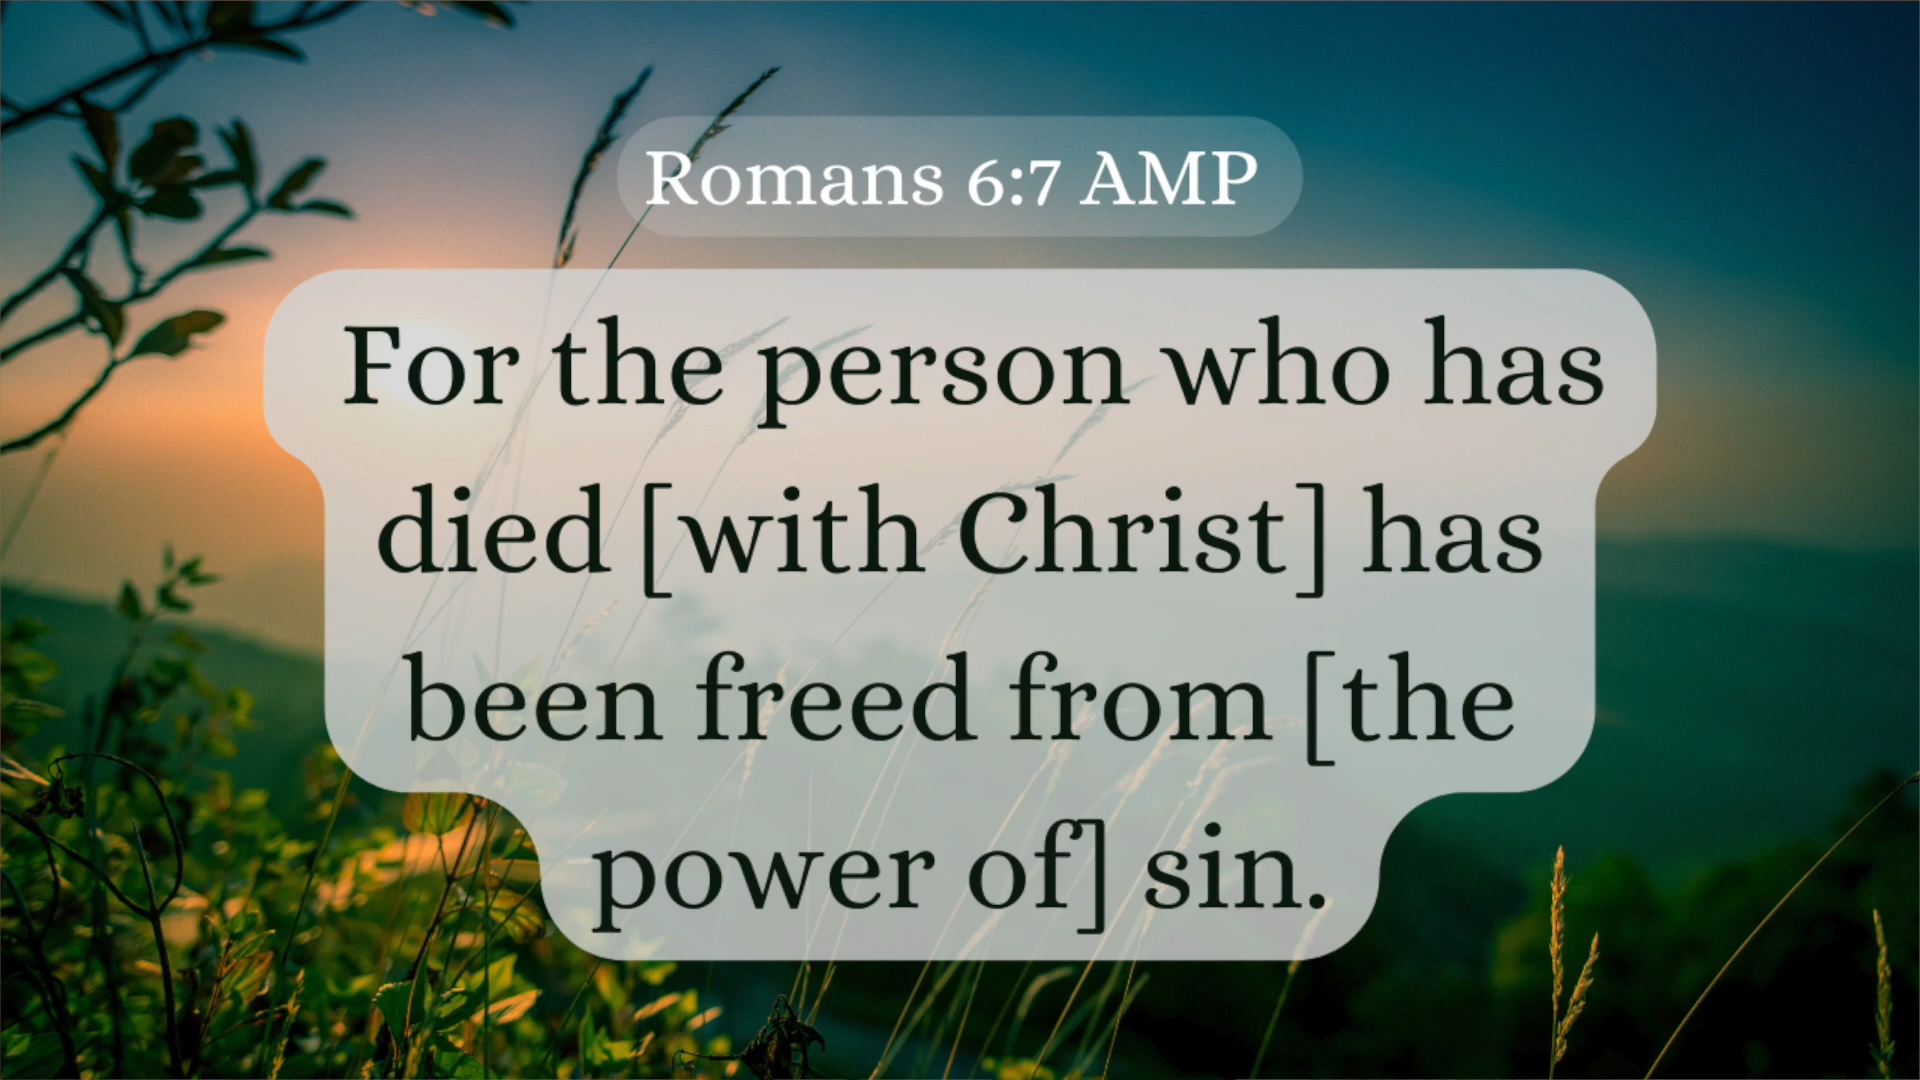 Romans 6:7 AMP
For the person who has
died [with Christ] has
been freed from [the
power of] sin.